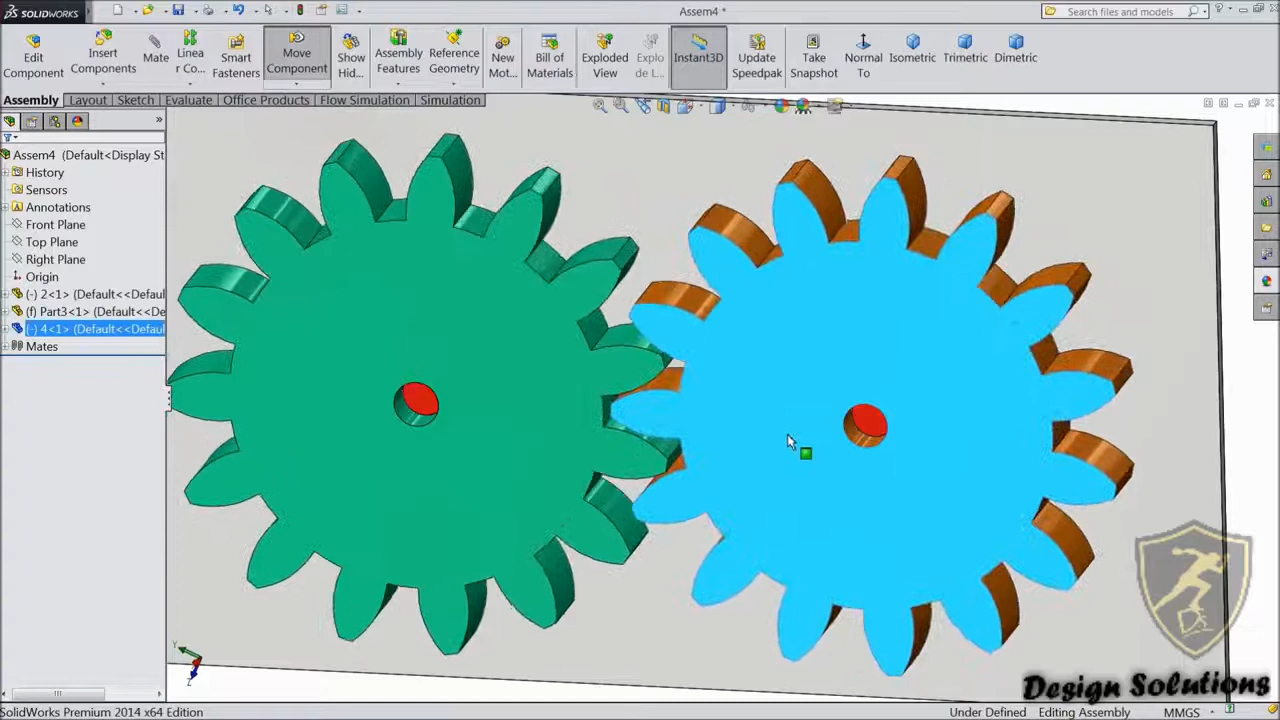 SOLIDWORKS
Assem4 *
Search files and models
Edit Component
Insert Components
Mate
Linea r Co...
Smart Fasteners
Move Component
Show Hid...
Assembly Features
Reference Geometry
New Mot...
Bill of Materials
Exploded View
Explo de L...
Instant3D
Update Speedpak
Take Snapshot
Normal To
Isometric
Trimetric
Dimetric
Assembly Layout Sketch Evaluate Office Products Flow Simulation Simulation
Assem4 (Default<Display St
History
Sensors
Annotations
Front Plane
Top Plane
Right Plane
Origin
(-) 2<1> (Default<<Defaul
(f) Part3<1> (Default<<De
(-) 4<1> (Default<<Defaul
Mates
Y
Z
DS
Design Solutions
SolidWorks Premium 2014 x64 Edition
Under Defined Editing Assembly MMGS